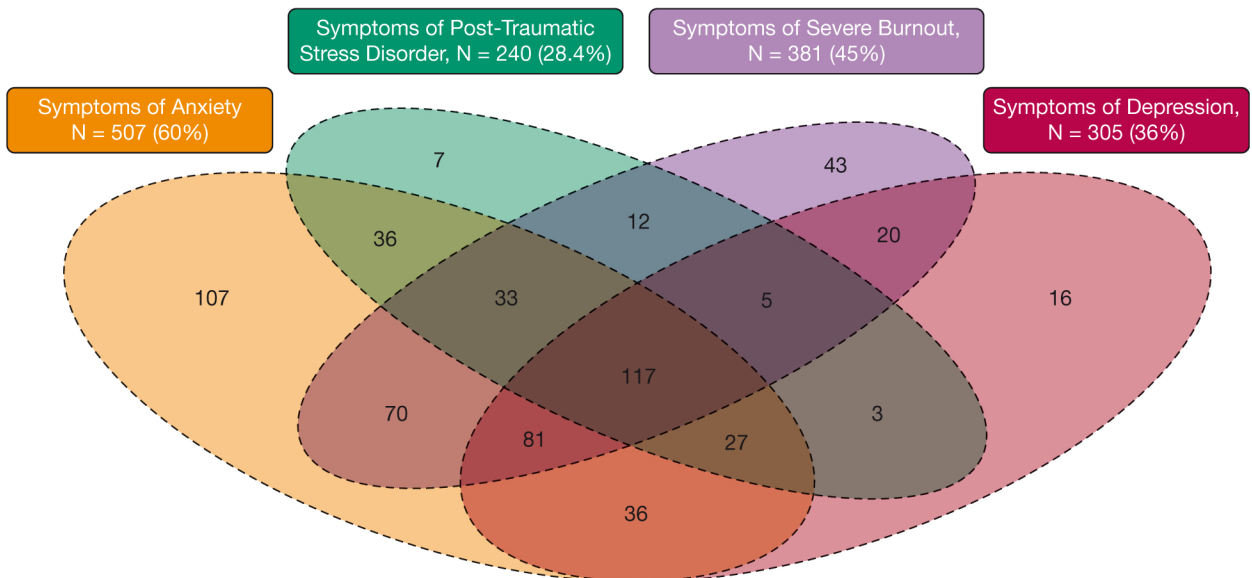 Symptoms of Post-Traumatic
Stress Disorder, N = 240 (28.4%)
Symptoms of Severe Burnout,
N = 381 (45%)
Symptoms of Anxiety
N = 507 (60%)
Symptoms of Depression,
N = 305 (36%)
7
43
12
36
20
107
33
5
16
117
70
81
27
3
36